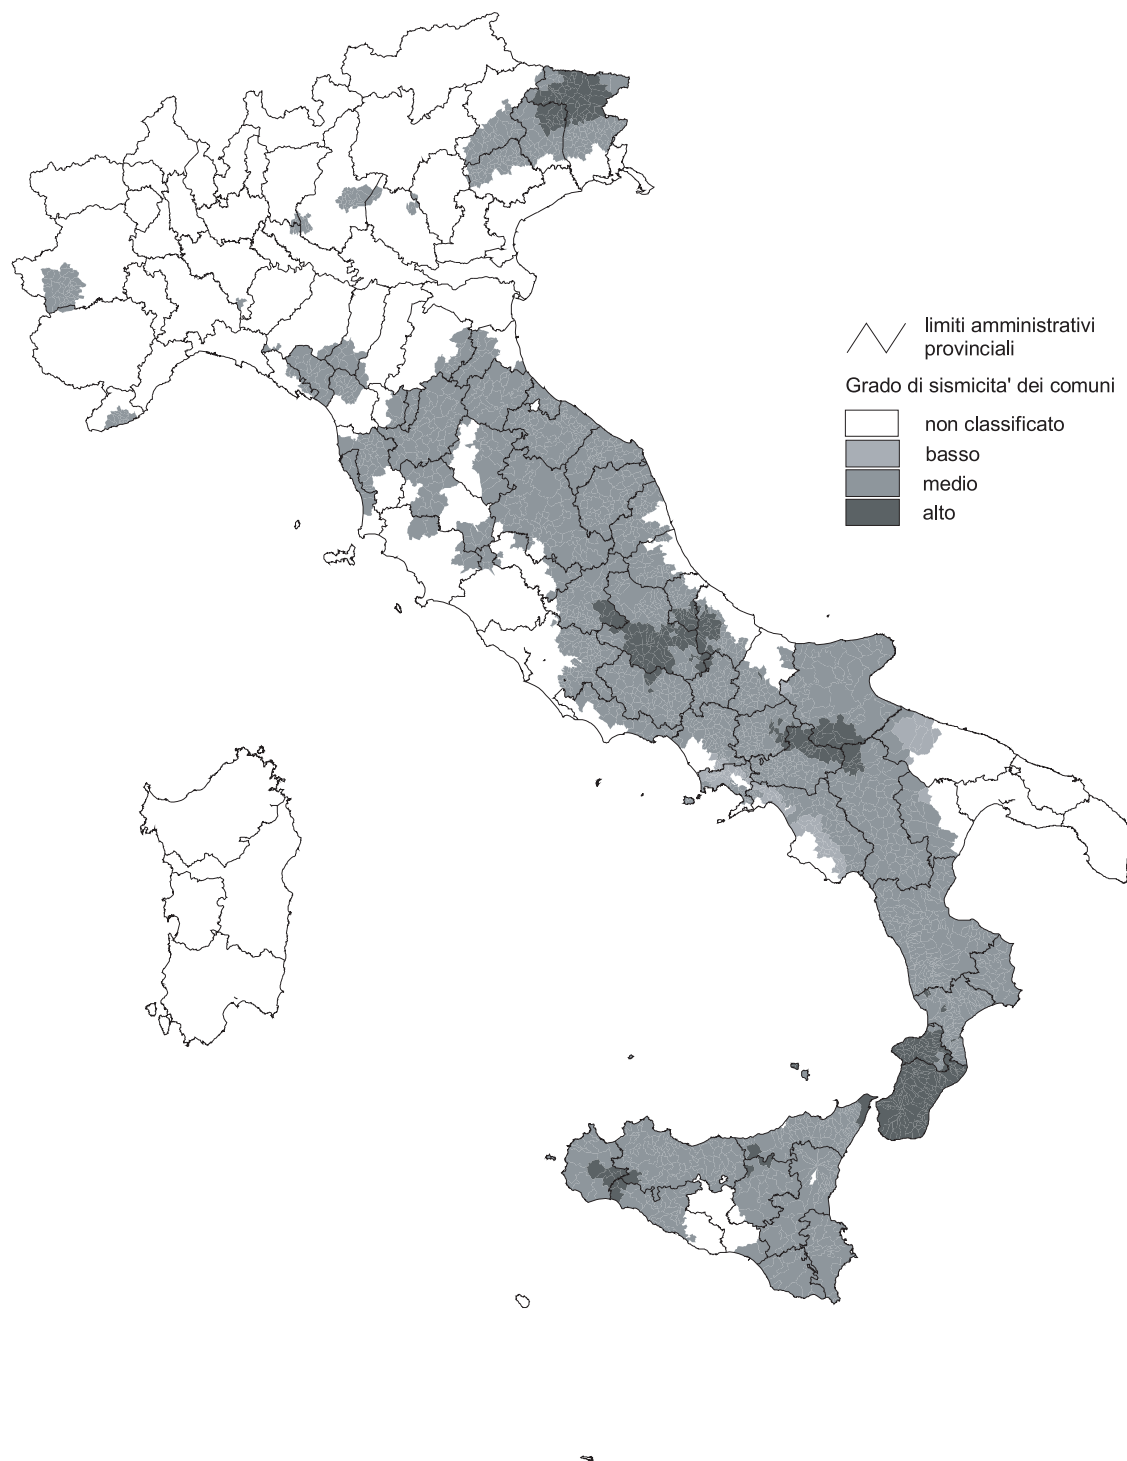 limiti amministrativi
provinciali
Grado di sismicita' dei comuni
non classificato
basso
medio
alto